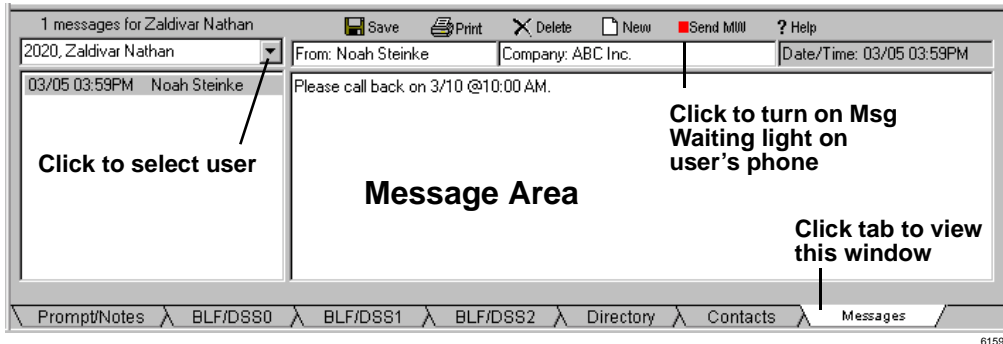 1 messages for Zaldivar Nathan
Save Print Delete New Send MW ? Help
2020, Zaldivar Nathan
From: Noah Steinke
Company: ABC Inc.
Date/Time: 03/05 03:59PM
03/05 03:59PM Noah Steinke
Please call back on 3/10 @10:00 AM.
Click to turn on Msg
Waiting light on
user's phone
Click to select user
Message Area
Click tab to view
this window
Prompt/Notes BLF/DSS0 BLF/DSS1 BLF/DSS2 Directory Contacts Messages
6159